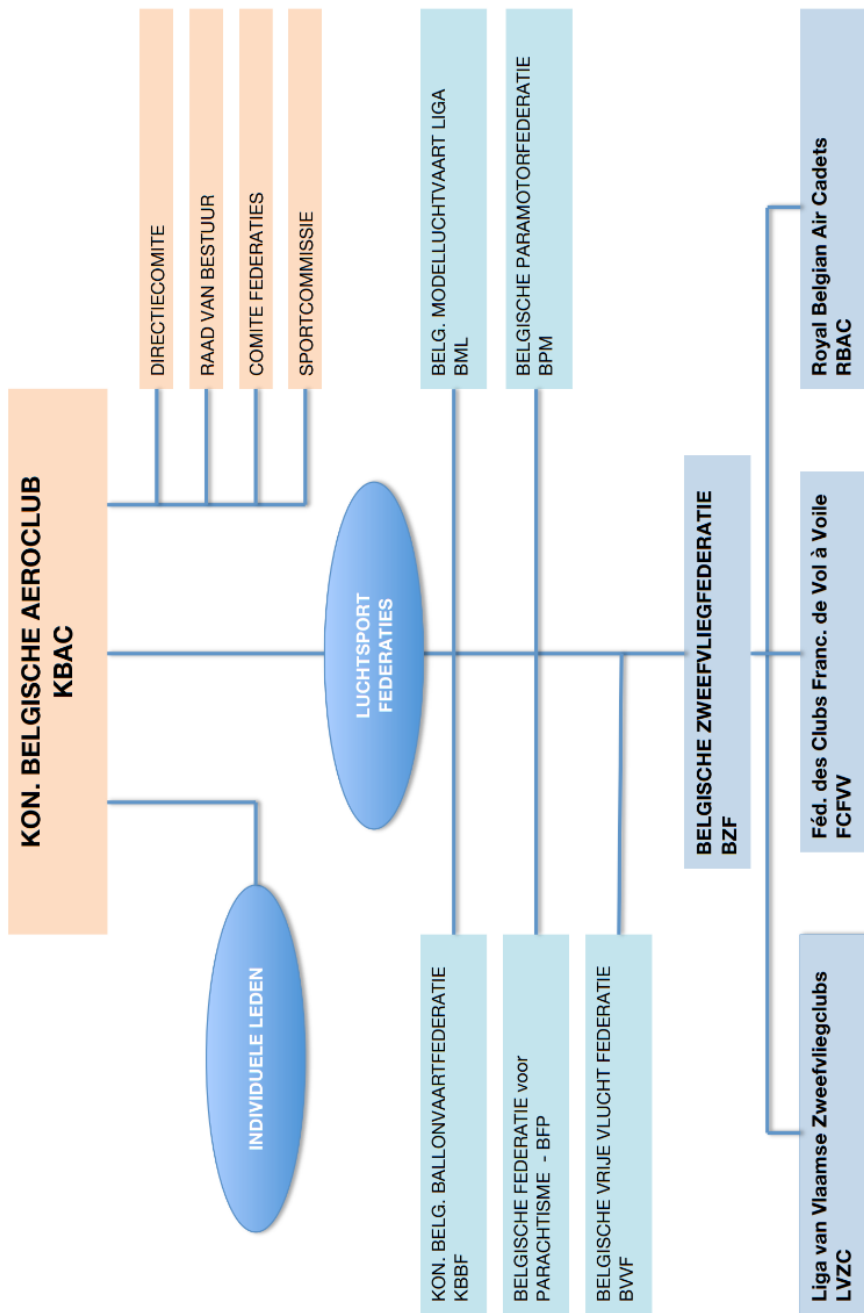 KON. BELGISCHE AEROCLUB
KBAC
DIRECTIECOMITE
RAAD VAN BESTUUR
COMITE FEDERATIES
SPORTCOMMISSIE
INDIVIDUELE LEDEN
LUCHTSPORT
FEDERATIES
KON. BELG. BALLONVAARTFEDERATIE
KBBF
BELG. MODELLUCHTVAART LIGA
BML
BELGISCHE FEDERATIE voor
PARACHTISME - BFP
BELGISCHE PARAMOTORFEDERATIE
BPM
BELGISCHE VRIJE VLUCHT FEDERATIE
BVVF
BELGISCHE ZWEEFVLIEGFEDERATIE
BZF
Liga van Vlaamse Zweefvliegclubs
LVZC
Féd. des Clubs Franc. de Vol à Voile
FCFVV
Royal Belgian Air Cadets
RBAC